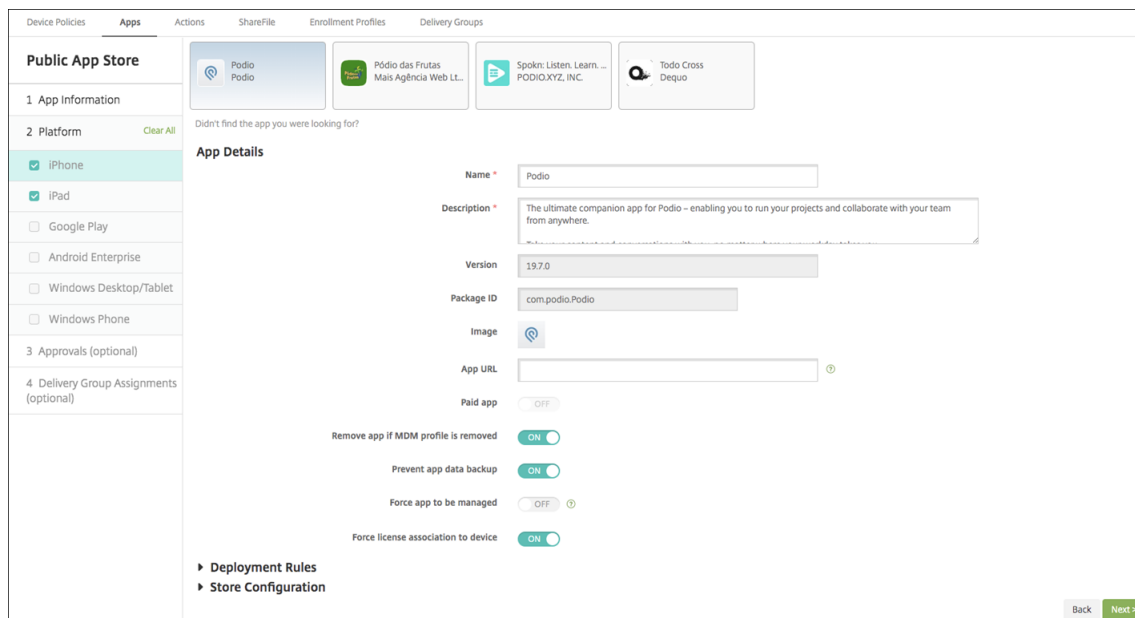 Device Policies Apps Actions ShareFile Enrollment Profiles Delivery Groups
Public App Store
1 App Information
2 Platform Clear All
iPhone
iPad
Google Play
Android Enterprise
Windows Desktop/Tablet
Windows Phone
3 Approvals (optional)
4 Delivery Group Assignments
(optional)
Podio
Podio
Pódio das Frutas
Mais Agência Web Lt...
Spokn: Listen. Learn. ...
PODIO.XYZ, INC.
Todo Cross
Dequo
Didn't find the app you were looking for?
App Details
Name * Podio
Description * The ultimate companion app for Podio – enabling you to run your projects and collaborate with your team
from anywhere.
Version 19.7.0
Package ID com.podio.Podio
Image
App URL ?
Paid app OFF
Remove app if MDM profile is removed ON
Prevent app data backup ON
Force app to be managed OFF ?
Force license association to device ON
Deployment Rules
Store Configuration
Back Next >